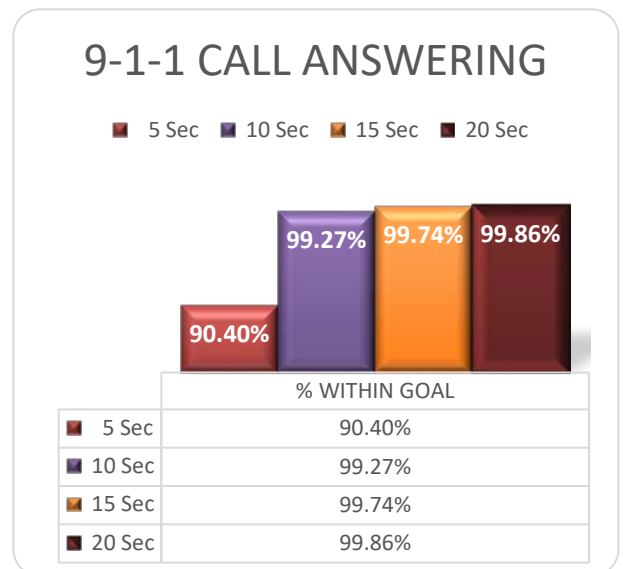 9-1-1 CALL ANSWERING
5 Sec 10 Sec 15 Sec 20 Sec
90.40% 99.27% 99.74% 99.86%
% WITHIN GOAL
5 Sec 90.40%
10 Sec 99.27%
15 Sec 99.74%
20 Sec 99.86%